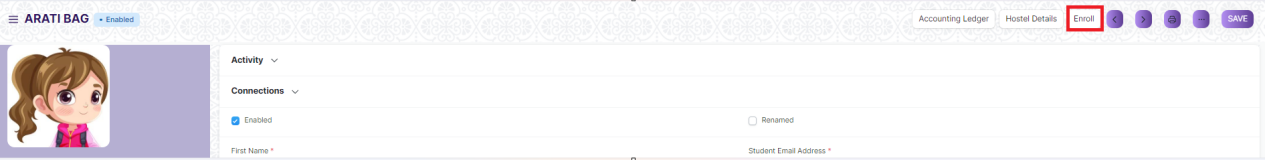 ARATI BAG • Enabled Accounting Ledger Hostel Details Enroll SAVE
Activity
Connections
Enabled Renamed
First Name * Student Email Address *